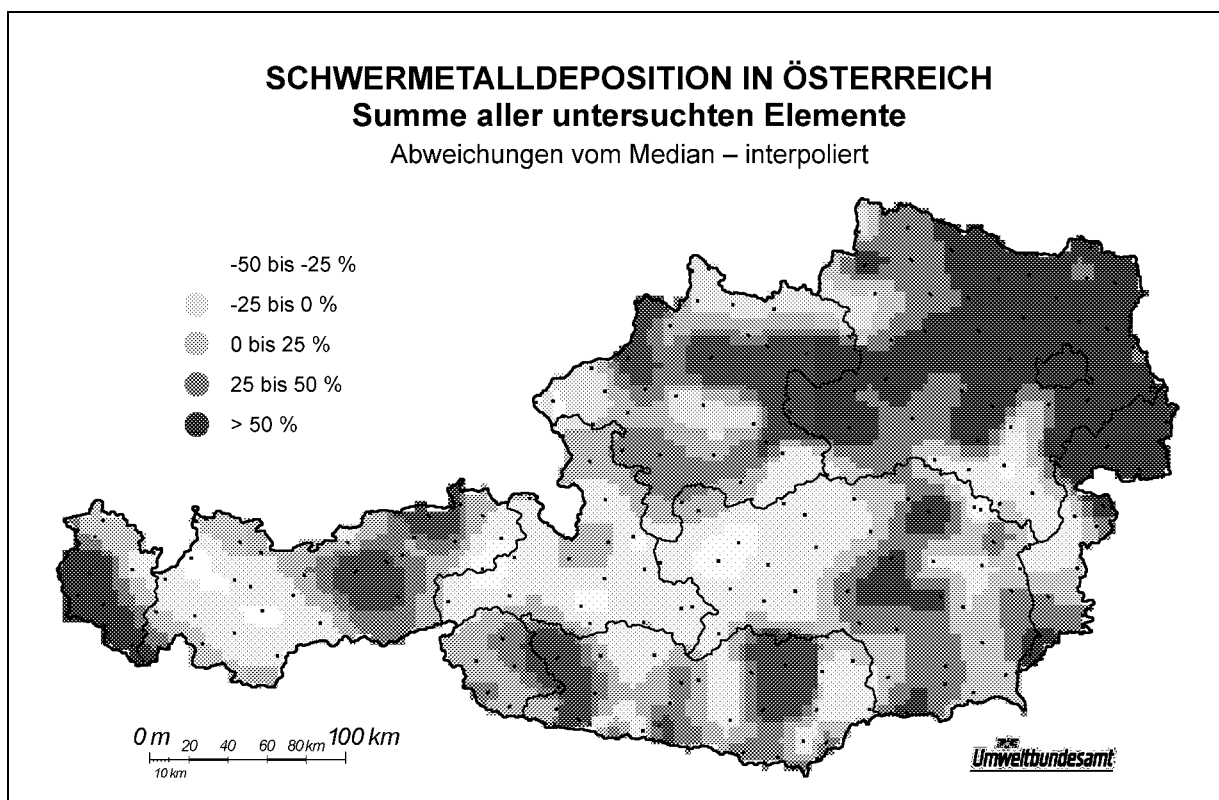 SCHWERMETALLDEPOSITION IN ÖSTERREICH
Summe aller untersuchten Elemente
Abweichungen vom Median – interpoliert
-50 bis -25 %
-25 bis 0 %
0 bis 25 %
25 bis 50 %
> 50 %
0 m 20 40 60 80 km 100 km
10 km
Umweltbundesamt